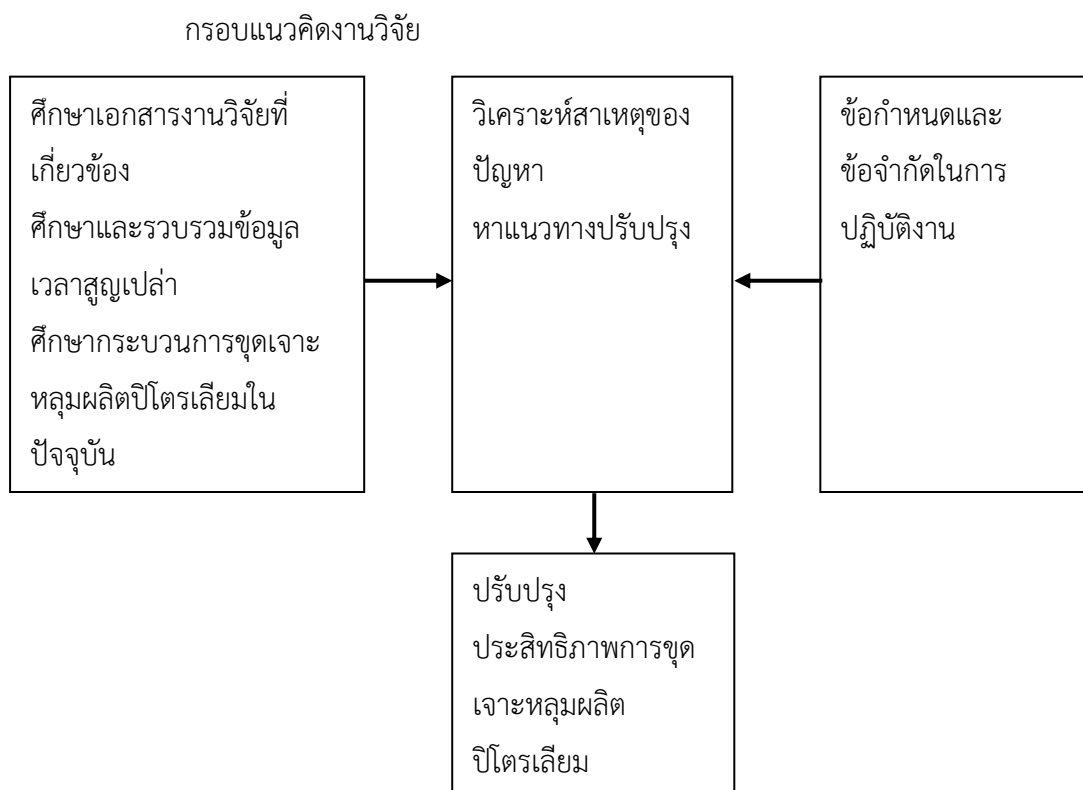 กรอบแนวคิดงานวิจัย
ศึกษาเอกสารงานวิจัยที่
เกี่ยวข้อง
ศึกษาและรวบรวมข้อมูล
เวลาสูญเปล่า
ศึกษากระบวนการขุดเจาะ
หลุมผลิตปิโตรเลียมใน
ปัจจุบัน
วิเคราะห์สาเหตุของ
ปัญหา
หาแนวทางปรับปรุง
ข้อกำหนดและ
ข้อจำกัดในการ
ปฏิบัติงาน
ปรับปรุง
ประสิทธิภาพการขุด
เจาะหลุมผลิต
ปิโตรเลียม